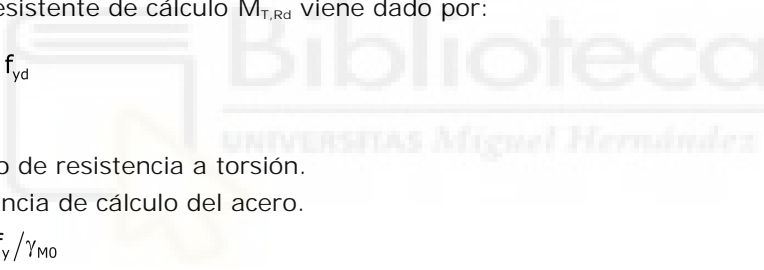 esistente de cálculo M_T,Rd viene dado por:
f_yd
Biblioteca
UNIVERSITAS Miguel Hernández
o de resistencia a torsión.
ncia de cálculo del acero.
f_y/γ_M0